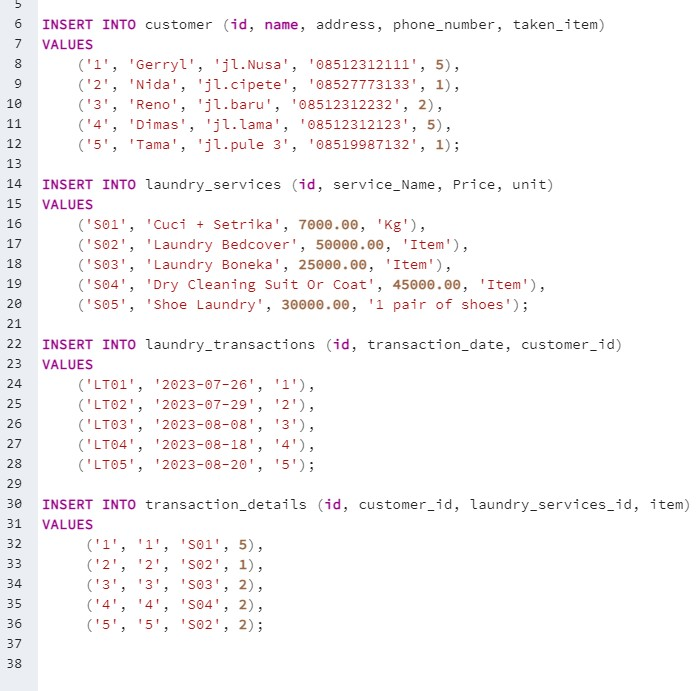 5
6 INSERT INTO customer (id, name, address, phone_number, taken_item)
7 VALUES
8 ('1', 'Gerryl', 'jl.Nusa', '08512312111', 5),
9 ('2', 'Nida', 'jl.cipete', '08527773133', 1),
10 ('3', 'Reno', 'jl.baru', '08512312232', 2),
11 ('4', 'Dimas', 'jl.lama', '08512312123', 5),
12 ('5', 'Tama', 'jl.pule 3', '08519987132', 1);
13
14 INSERT INTO laundry_services (id, service_Name, Price, unit)
15 VALUES
16 ('S01', 'Cuci + Setrika', 7000.00, 'Kg'),
17 ('S02', 'Laundry Bedcover', 50000.00, 'Item'),
18 ('S03', 'Laundry Boneka', 25000.00, 'Item'),
19 ('S04', 'Dry Cleaning Suit Or Coat', 45000.00, 'Item'),
20 ('S05', 'Shoe Laundry', 30000.00, '1 pair of shoes');
21
22 INSERT INTO laundry_transactions (id, transaction_date, customer_id)
23 VALUES
24 ('LT01', '2023-07-26', '1'),
25 ('LT02', '2023-07-29', '2'),
26 ('LT03', '2023-08-08', '3'),
27 ('LT04', '2023-08-18', '4'),
28 ('LT05', '2023-08-20', '5');
29
30 INSERT INTO transaction_details (id, customer_id, laundry_services_id, item)
31 VALUES
32 ('1', '1', 'S01', 5),
33 ('2', '2', 'S02', 1),
34 ('3', '3', 'S03', 2),
35 ('4', '4', 'S04', 2),
36 ('5', '5', 'S02', 2);
37
38